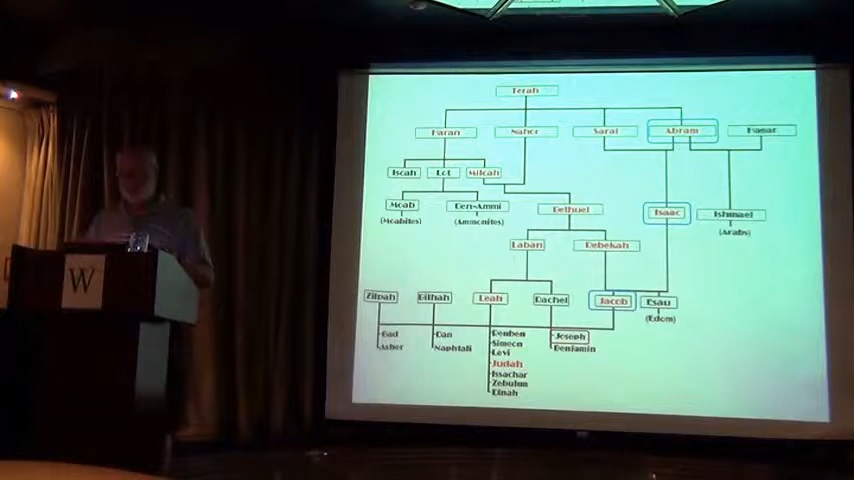 Terah
Haran
Nahor
Sarai
Abram
Hagar
Iscah
Lot
Milcah
Moab
Ben-Ammi
Bethuel
Isaac
Ishmael
(Moabites)
(Ammonites)
(Arabs)
Laban
Rebekah
W
Zilpah
Bilhah
Leah
Rachel
Jacob
Esau
(Edom)
Gad
Asher
Dan
Naphtali
Reuben
Simeon
Levi
Judah
Issachar
Zebulun
Dinah
Joseph
Benjamin